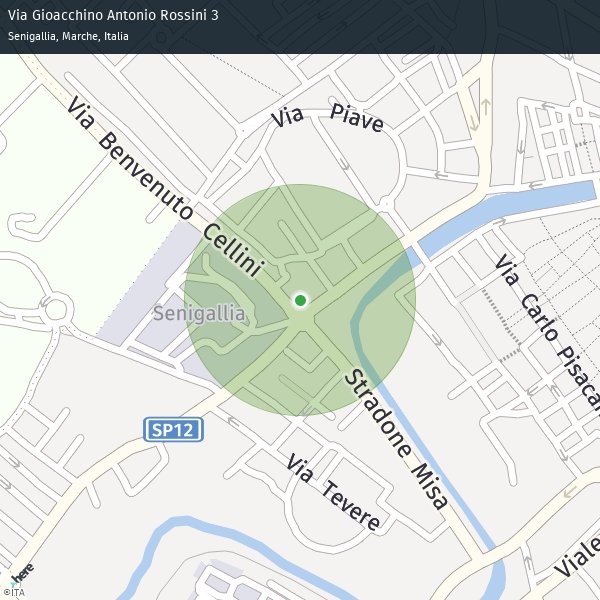 Via Gioacchino Antonio Rossini 3
Senigallia, Marche, Italia
Via Piave
Via Benvenuto Cellini
Via Carlo Pisacan
Senigallia
Stradone Misa
SP12
Via Tevere
Viale
here
©ITA